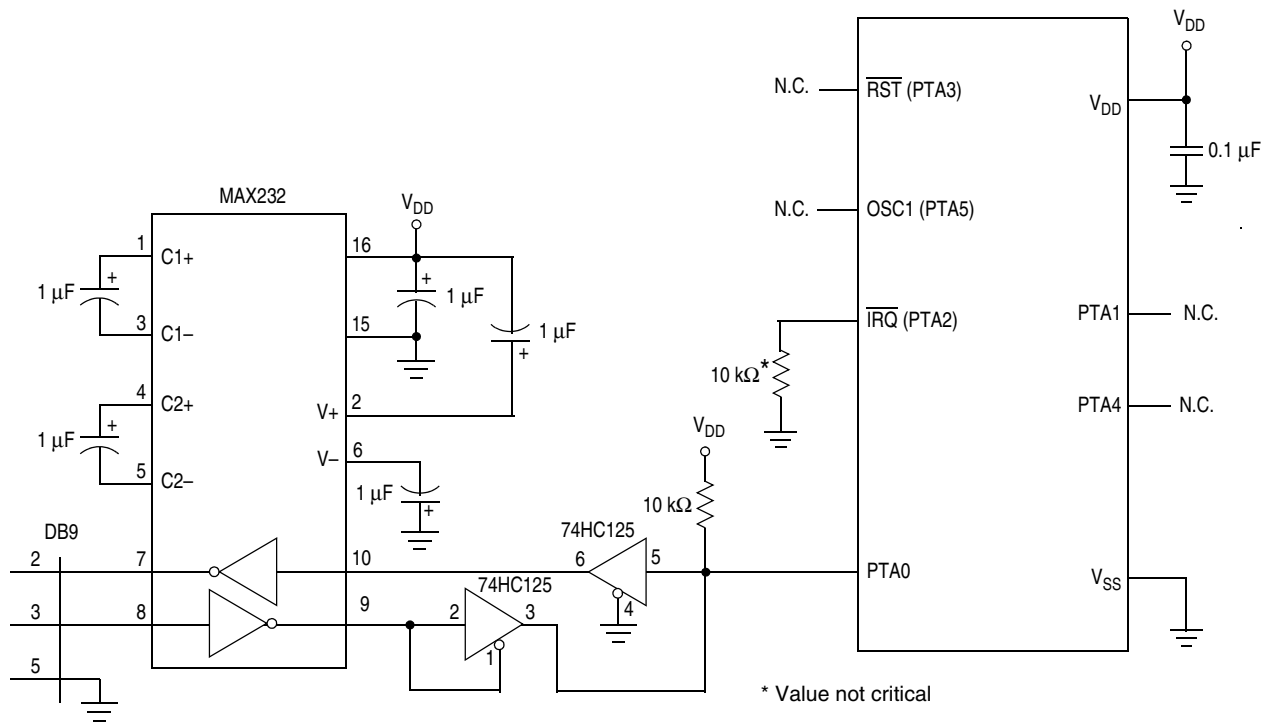 V_DD
N.C.
R̅S̅T̅ (PTA3)
V_DD
0.1 µF
MAX232
V_DD
N.C.
OSC1 (PTA5)
1
C1+
16
+
1 µF
+
1 µF
3
C1–
15
1 µF
+
I̅R̅Q̅ (PTA2)
PTA1
N.C.
10 kΩ*
4
C2+
2
V+
PTA4
N.C.
+
1 µF
V_DD
6
V–
5
C2–
1 µF
+
10 kΩ
DB9
74HC125
2
7
10
6
5
PTA0
V_SS
74HC125
4
3
8
9
2
3
1
5
* Value not critical